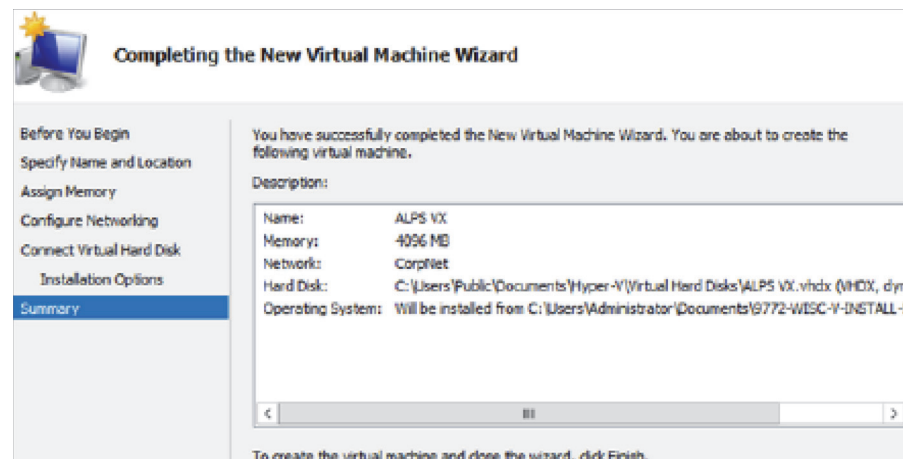 Completing the New Virtual Machine Wizard
Before You Begin
Specify Name and Location
Assign Memory
Configure Networking
Connect Virtual Hard Disk
Installation Options
Summary
You have successfully completed the New Virtual Machine Wizard. You are about to create the
following virtual machine.
Description:
Name: ALPS VX
Memory: 4096 MB
Network: CorpNet
Hard Disk: C:\Users\Public\Documents\Hyper-V\Virtual Hard Disks\ALPS VX.vhdx (VHDX, dyn
Operating System: Will be installed from C:\Users\Administrator\Documents\9772-WISC-V-INSTALL-
To create the virtual machine and close the wizard, click Finish.